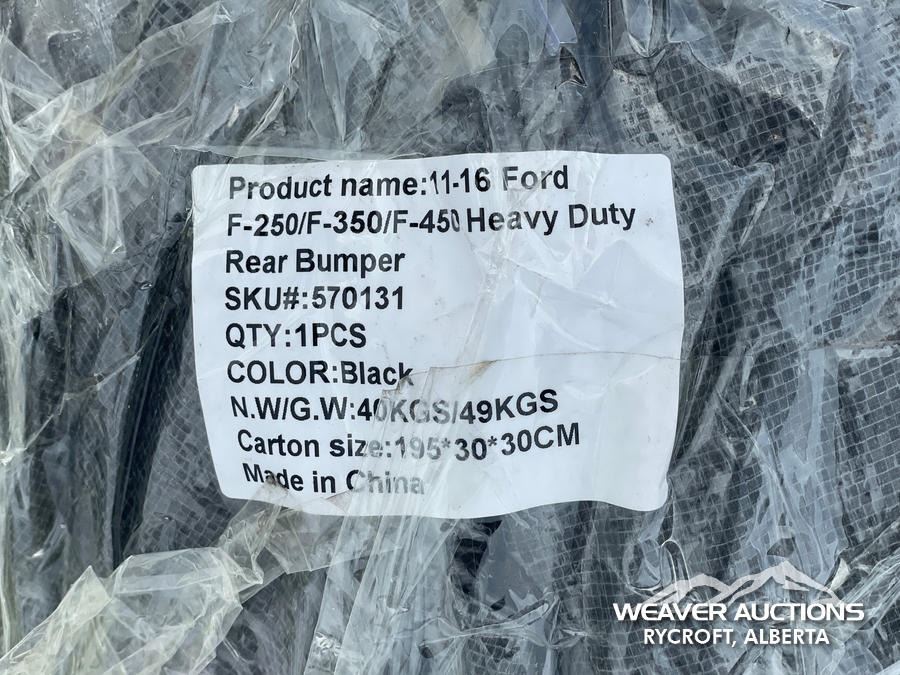 Product name:11-16 Ford
F-250/F-350/F-450 Heavy Duty
Rear Bumper
SKU#:570131
QTY:1PCS
COLOR:Black
N.W/G.W:40KGS/49KGS
Carton size:195*30*30CM
Made in China
WEAVER AUCTIONS
RYCROFT, ALBERTA